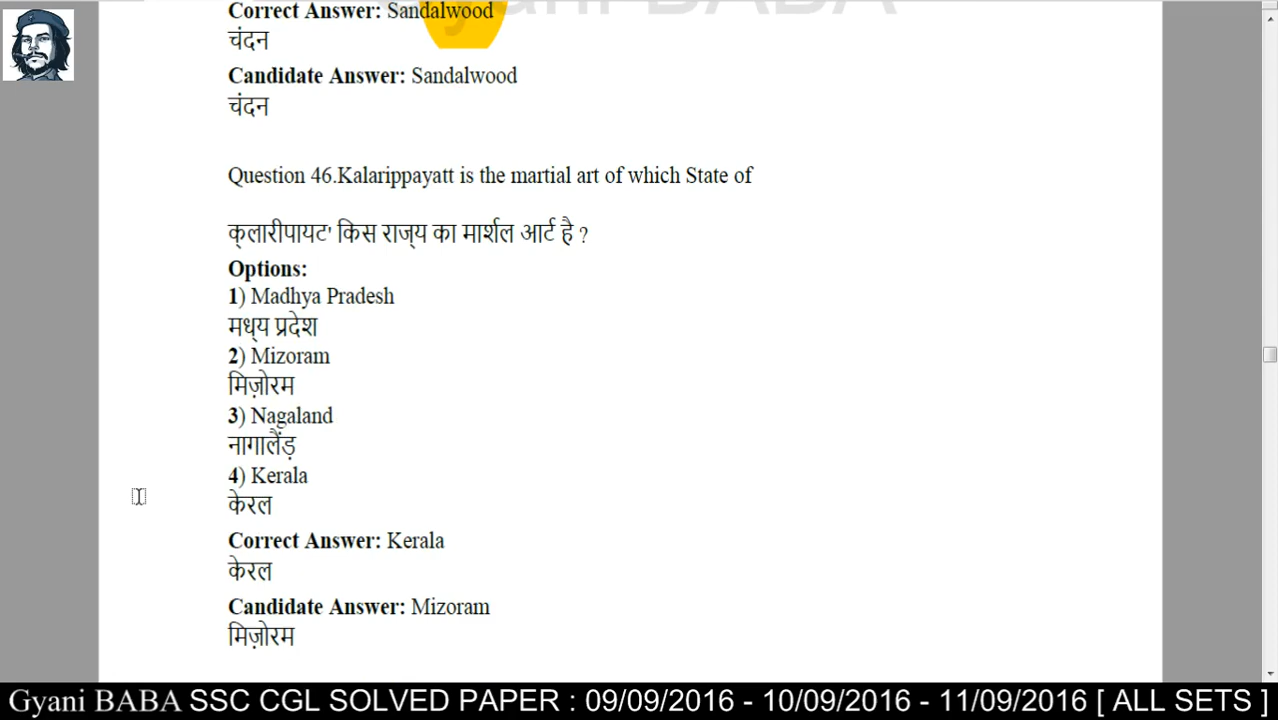 Gyani BABA
Correct Answer: Sandalwood
चंदन
Candidate Answer: Sandalwood
चंदन
Question 46.Kalarippayatt is the martial art of which State of
क्लारीपायट' किस राज्य का मार्शल आर्ट है ?
Options:
1) Madhya Pradesh
मध्य प्रदेश
2) Mizoram
मिज़ोरम
3) Nagaland
नागालैंड़
4) Kerala
केरल
Correct Answer: Kerala
केरल
Candidate Answer: Mizoram
मिज़ोरम
Gyani BABA SSC CGL SOLVED PAPER : 09/09/2016 - 10/09/2016 - 11/09/2016 [ ALL SETS ]